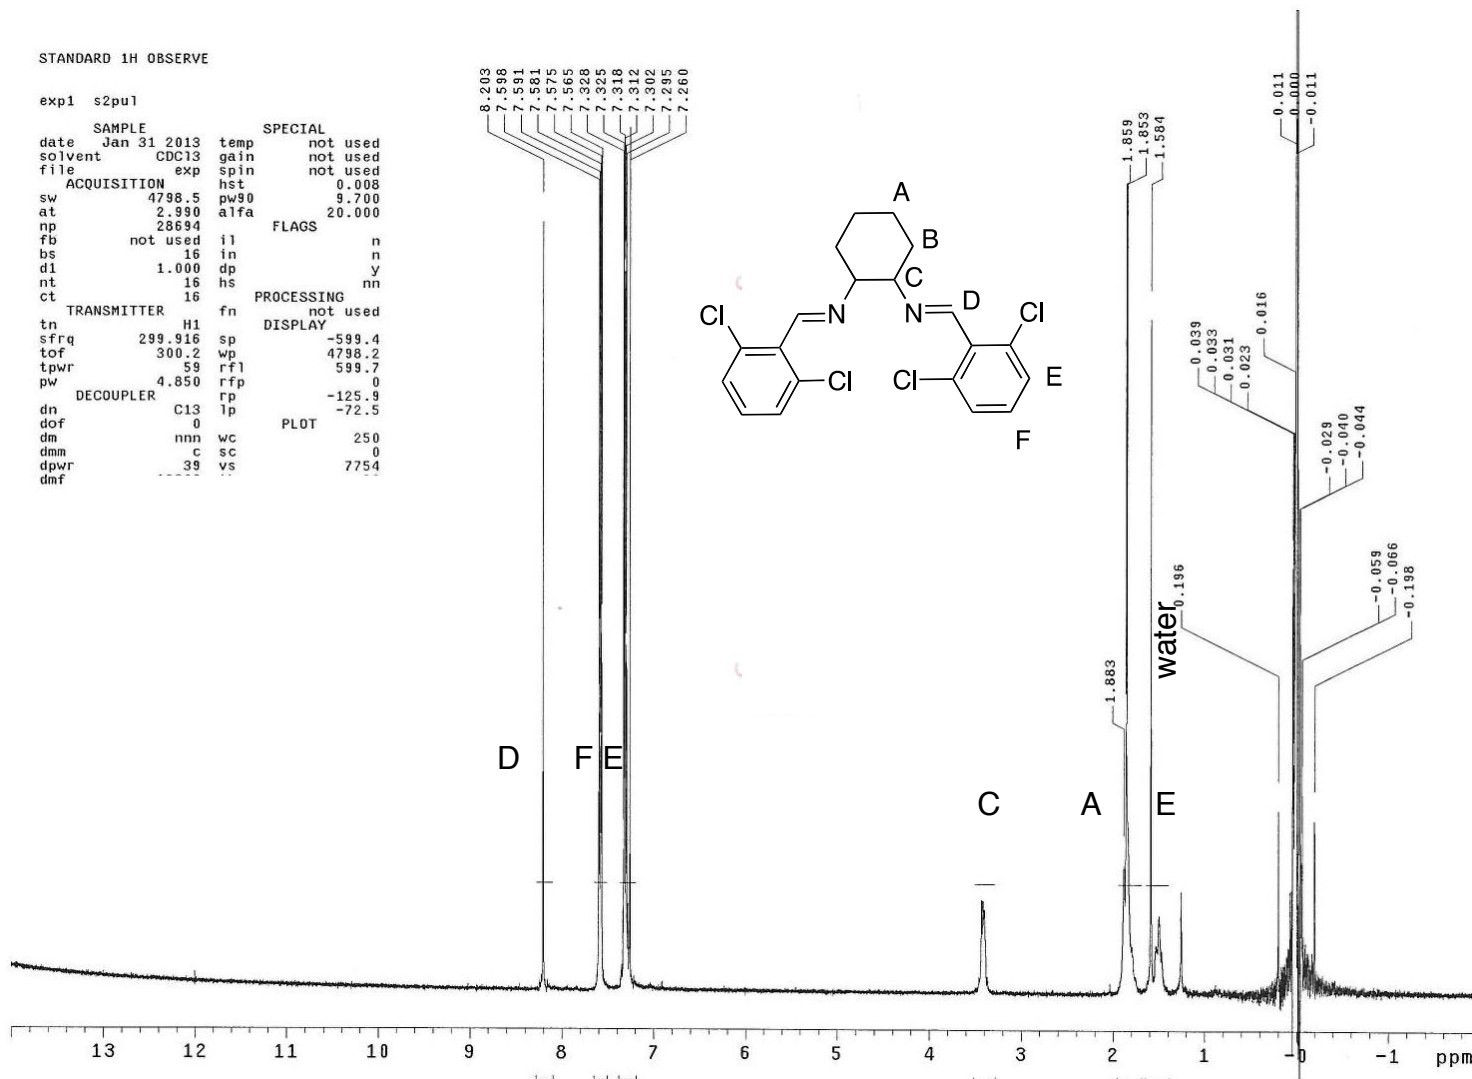 STANDARD 1H OBSERVE
exp1 s2pul
SAMPLE SPECIAL
date Jan 31 2013 temp not used
solvent CDCl3 gain not used
file exp spin not used
ACQUISITION hst 0.008
sw 4798.5 pw90 9.700
at 2.990 alfa 20.000
np 28694 FLAGS
fb not used il n
bs 16 in n
d1 1.000 dp y
nt 16 hs nn
ct 16 PROCESSING
TRANSMITTER fn not used
tn H1 DISPLAY
sfrq 299.916 sp -599.4
tof 300.2 wp 4798.2
tpwr 59 rfl 599.7
pw 4.850 rfp 0
DECOUPLER rp -125.9
dn C13 lp -72.5
dof 0 PLOT
dm nnn wc 250
dmm c sc 0
dpwr 39 vs 7754
dmf
8.203
7.598
7.591
7.581
7.575
7.565
7.328
7.325
7.318
7.312
7.302
7.295
7.260
1.859
1.853
1.584
0.011
0.000
-0.011
A
B
C
N N D
Cl Cl
Cl Cl E
F
0.039
0.033
0.031
0.023
0.016
-0.029
-0.040
-0.044
-0.059
-0.066
-0.198
0.196
water
1.883
D F E
C A E
13 12 11 10 9 8 7 6 5 4 3 2 1 -0 -1 ppm